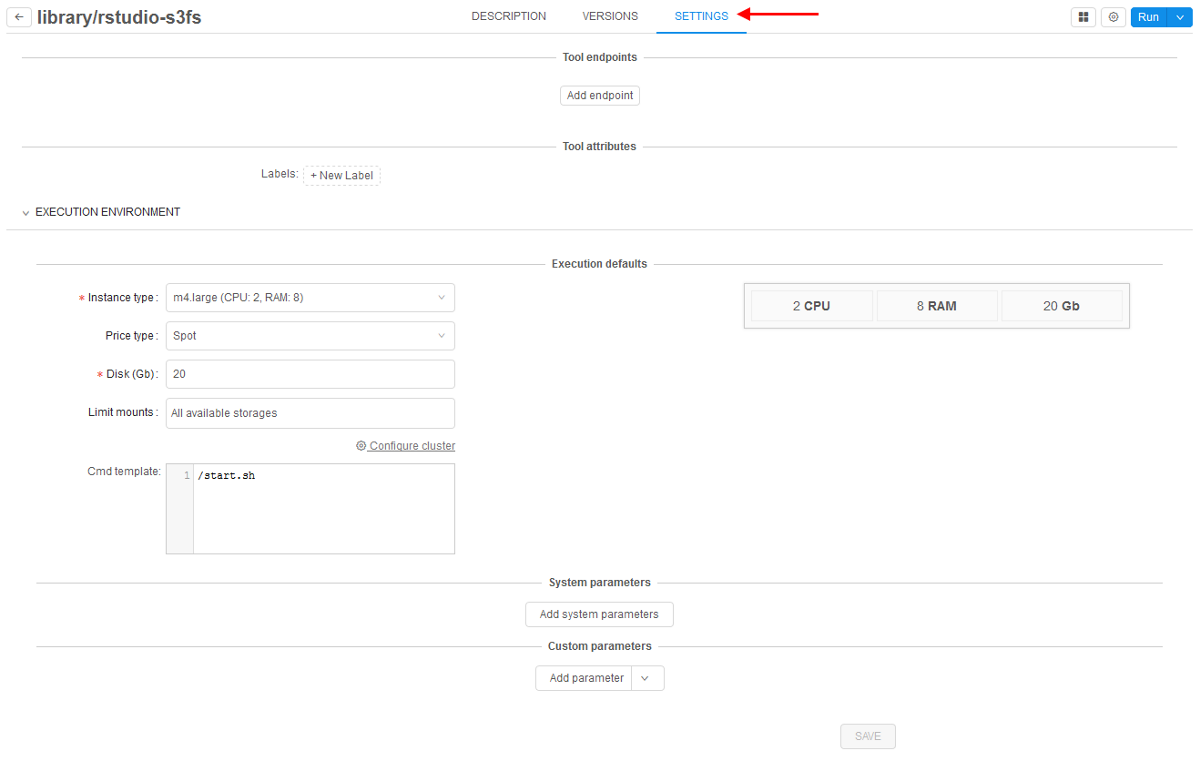 library/rstudio-s3fs DESCRIPTION VERSIONS SETTINGS Run
Tool endpoints
Add endpoint
Tool attributes
Labels: + New Label
EXECUTION ENVIRONMENT
Execution defaults
* Instance type : m4.large (CPU: 2, RAM: 8) 2 CPU 8 RAM 20 Gb
Price type : Spot
* Disk (Gb) : 20
Limit mounts : All available storages
Configure cluster
Cmd template: 1 /start.sh
System parameters
Add system parameters
Custom parameters
Add parameter
SAVE